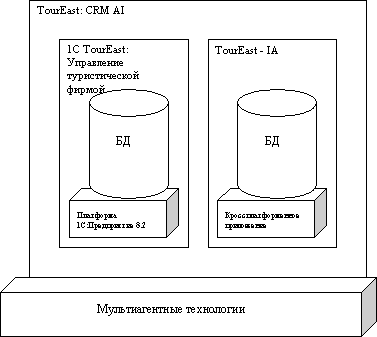 TourEast: CRM AI
1C TourEast:
Управление
туристической
фирмой
БД
Платформа
1С:Предприятие 8.2
TourEast - IA
БД
Кроссплатформенное
приложение
Мультиагентные технологии